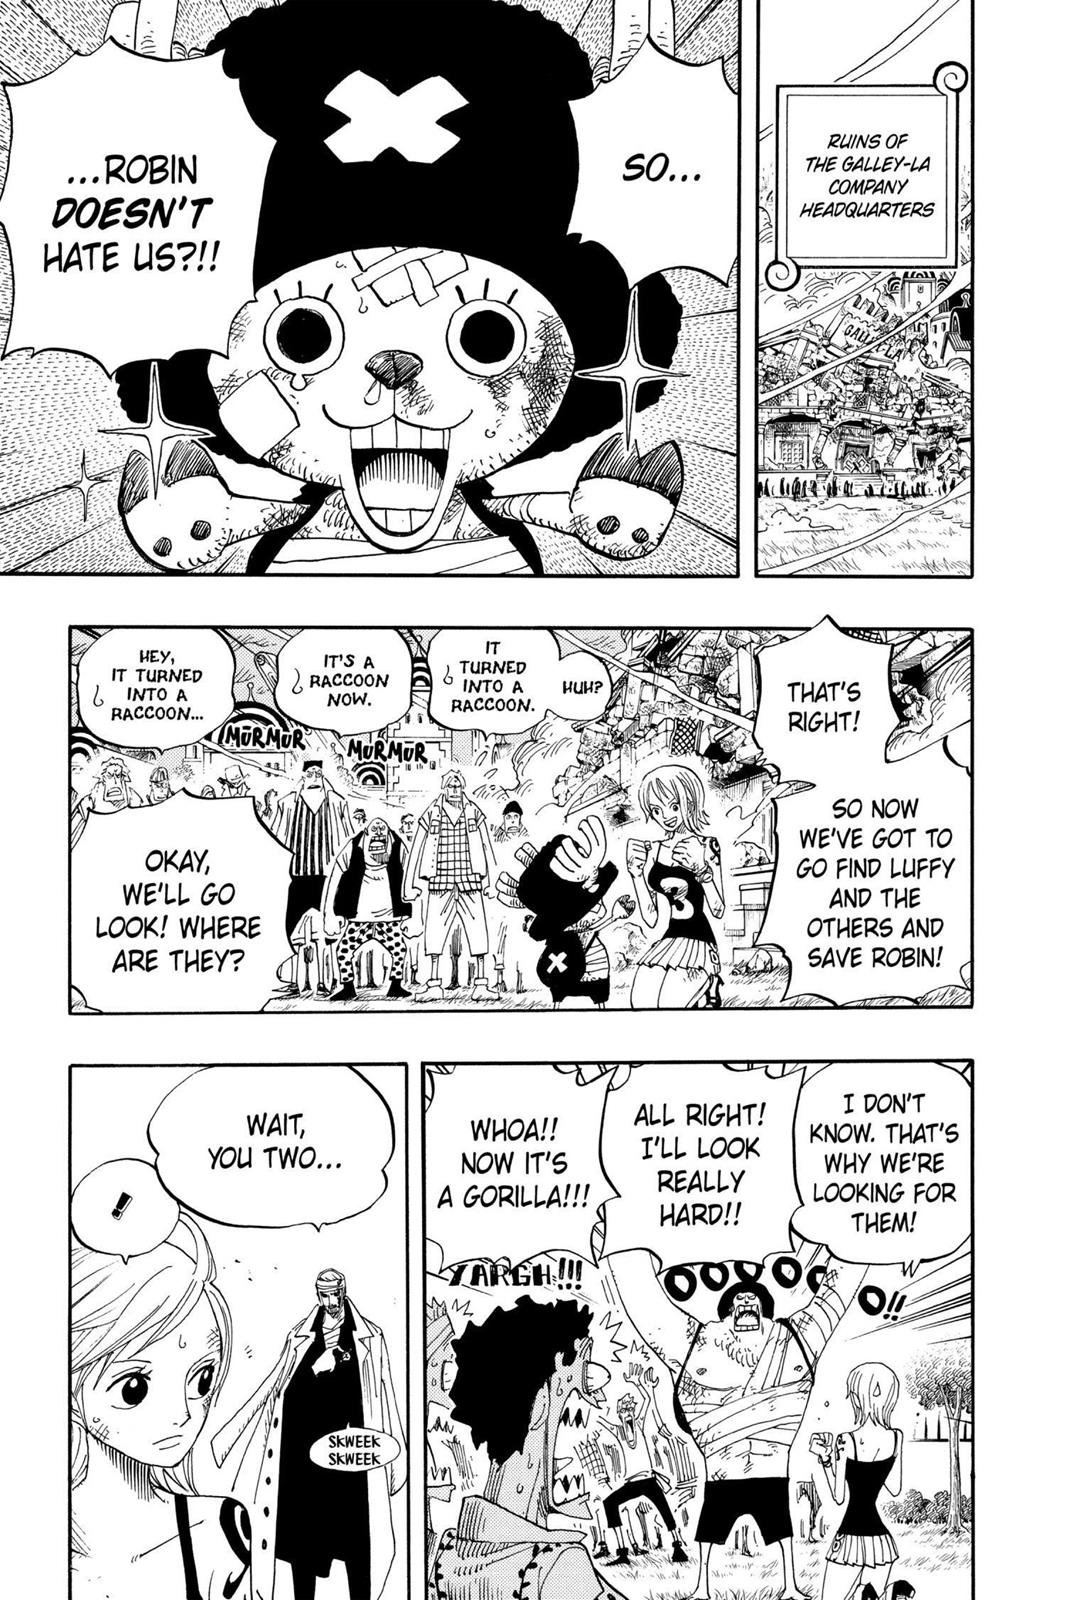 RUINS OF
THE GALLEY-LA
COMPANY
HEADQUARTERS
GALLEY-LA
SO...
...ROBIN
DOESN'T
HATE US?!!
THAT'S
RIGHT!
SO NOW
WE'VE GOT TO
GO FIND LUFFY
AND THE
OTHERS AND
SAVE ROBIN!
HUH?
IT
TURNED
INTO A
RACCOON.
IT'S A
RACCOON
NOW.
HEY,
IT TURNED
INTO A
RACCOON...
MURMUR
MURMUR
3
OKAY,
WE'LL GO
LOOK! WHERE
ARE THEY?
I DON'T
KNOW. THAT'S
WHY WE'RE
LOOKING FOR
THEM!
ALL RIGHT!
I'LL LOOK
REALLY
HARD!!
WHOA!!
NOW IT'S
A GORILLA!!!
OOOOO
O!!
YARGH!!!
WAIT,
YOU TWO...
!
SKWEEK
SKWEEK